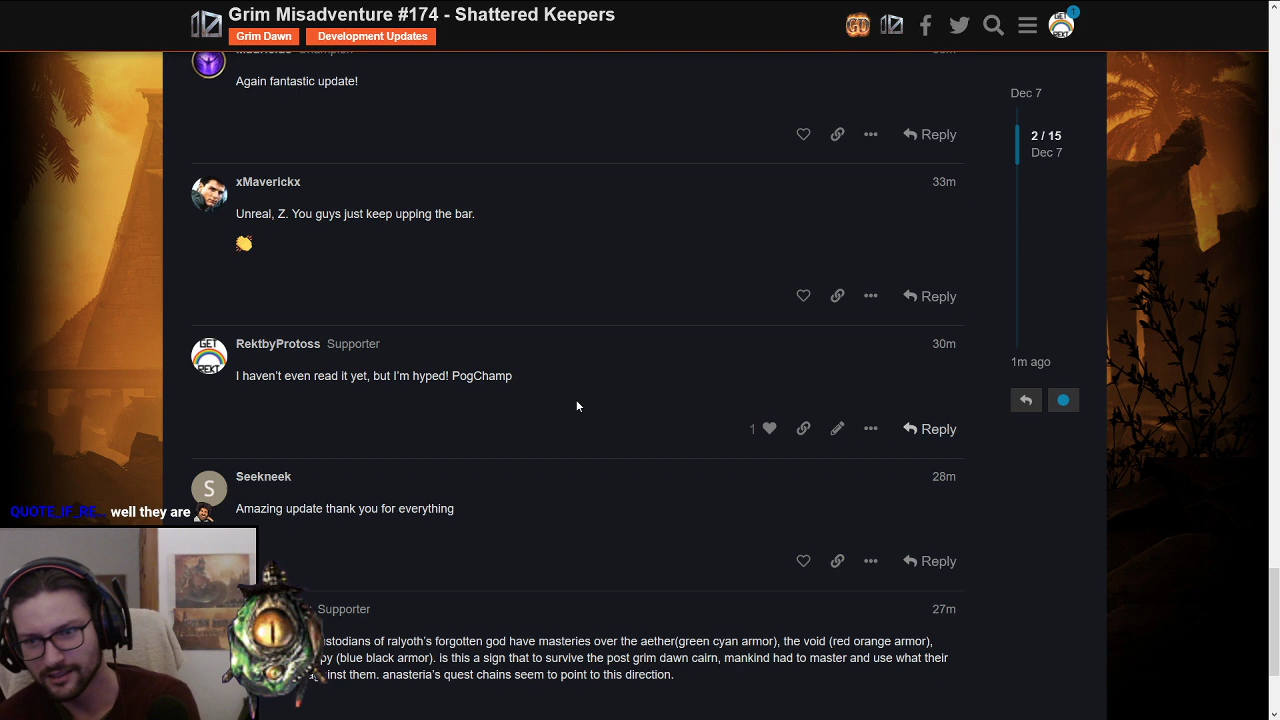 Grim Misadventure #174 - Shattered Keepers
Grim Dawn
Development Updates
1
Again fantastic update!
Reply
Dec 7
2 / 15
Dec 7
1m ago
xMaverickx
33m
Unreal, Z. You guys just keep upping the bar.
Reply
GET REKT
RektbyProtoss Supporter
30m
I haven’t even read it yet, but I’m hyped! PogChamp
1
Reply
S
Seekneek
28m
Amazing update thank you for everything
QUOTE_IF_RE... well they are
Reply
Supporter
27m
of ralyoth’s forgotten god have masteries over the aether(green cyan armor), the void (red orange armor),
(blue black armor). is this a sign that to survive the post grim dawn cairn, mankind had to master and use what their
them. anasteria’s quest chains seem to point to this direction.